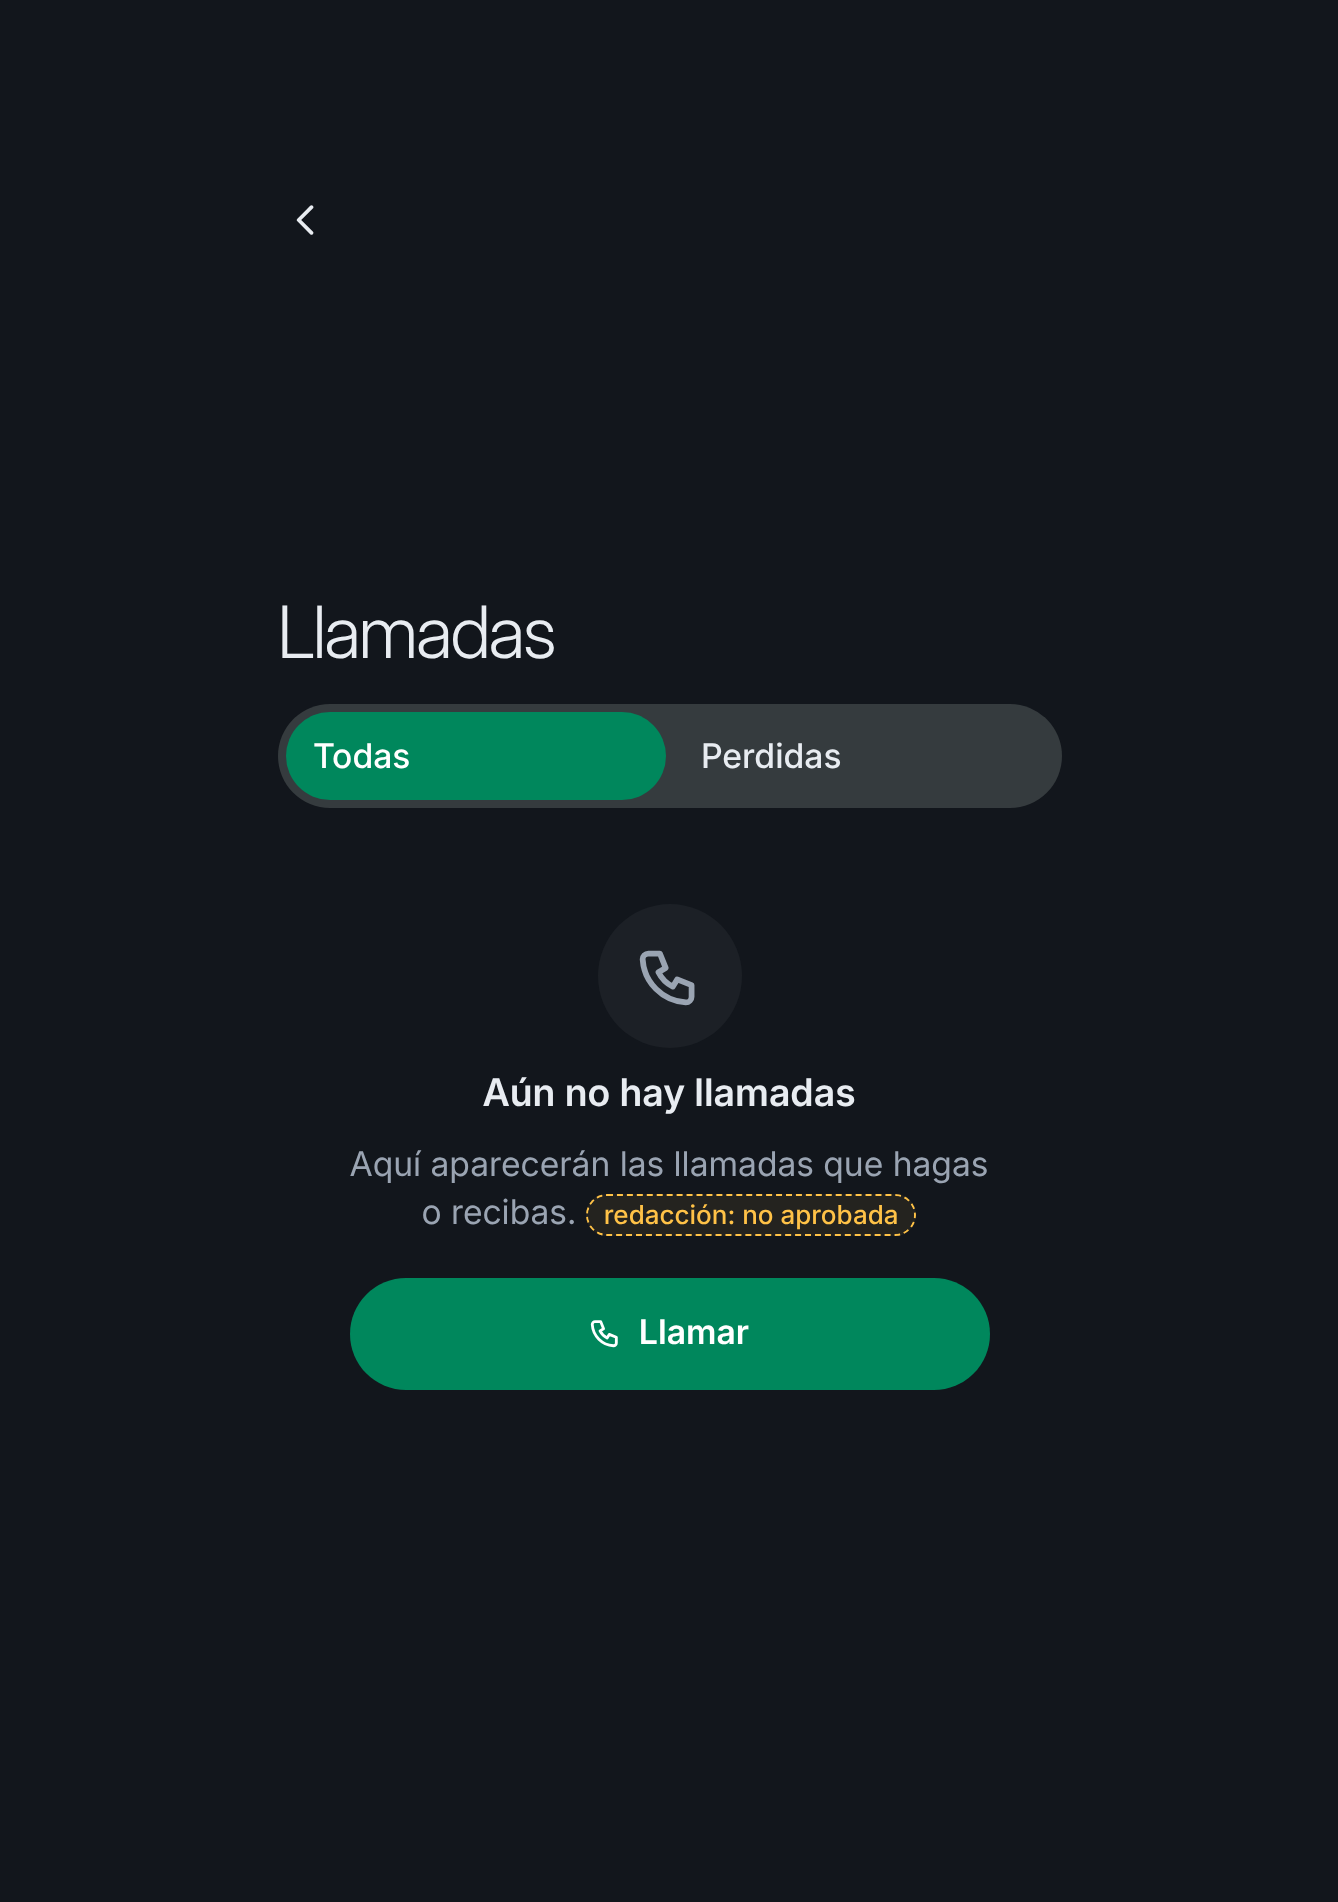 Llamadas
Todas
Perdidas
Aún no hay llamadas
Aquí aparecerán las llamadas que hagas
o recibas. redacción: no aprobada
Llamar